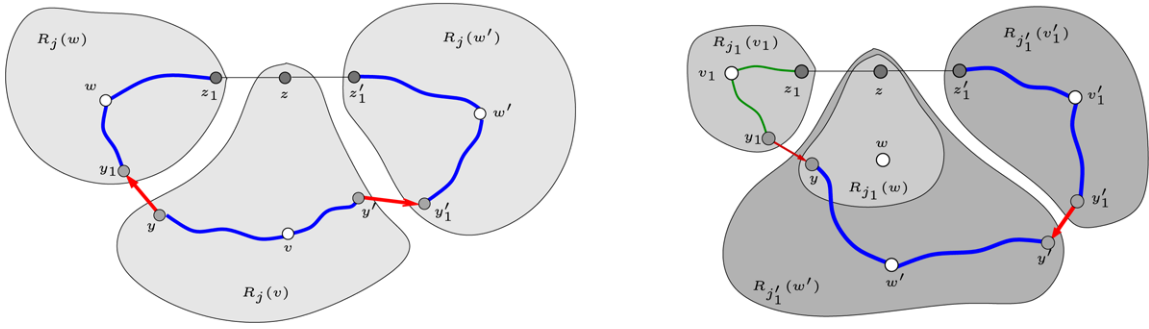 R_j(w)
R_j(w')
w
z_1
z
z'_1
w'
y_1
y
y'
y'_1
v
R_j(v)
R_{j_1}(v_1)
R_{j'_1}(v'_1)
v_1
z_1
z
z'_1
v'_1
y_1
w
y
R_{j_1}(w)
y'_1
y'
w'
R_{j'_1}(w')